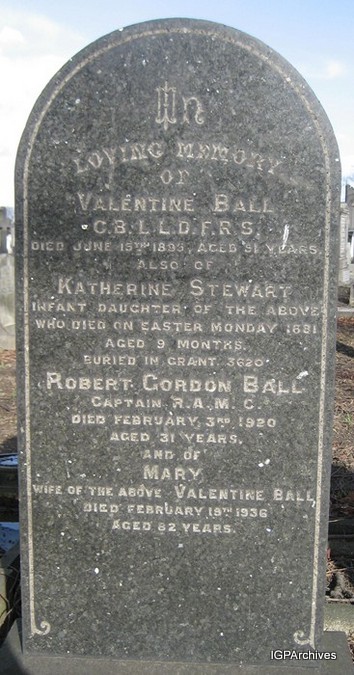 IN
LOVING MEMORY
OF
VALENTINE BALL
C.B., L.L.D., F.R.S.,
DIED JUNE 15TH 1895, AGED 51 YEARS.
ALSO OF
KATHERINE STEWART
INFANT DAUGHTER OF THE ABOVE
WHO DIED ON EASTER MONDAY 1881
AGED 9 MONTHS.
BURIED IN GRANT. 3620
ROBERT GORDON BALL
CAPTAIN R.A.M.C.
DIED FEBRUARY 3RD 1920
AGED 31 YEARS.
AND OF
MARY
WIFE OF THE ABOVE VALENTINE BALL
DIED FEBRUARY 19TH 1936
AGED 82 YEARS.
IGPArchives